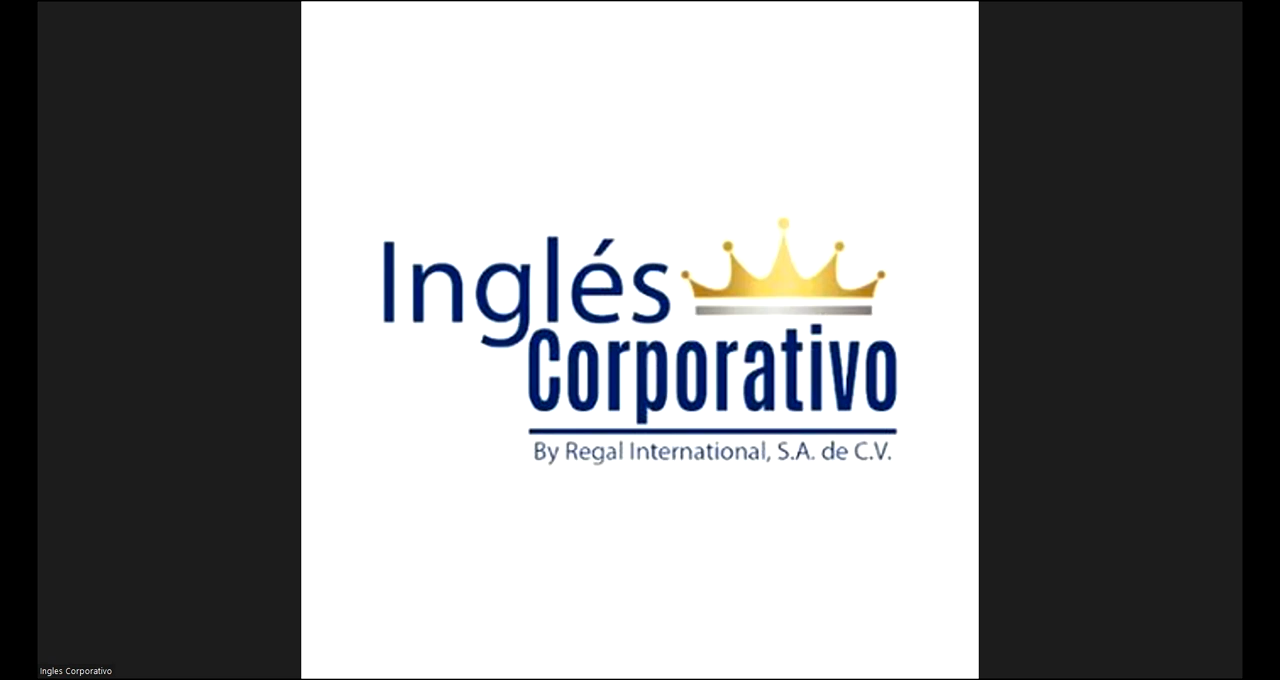 Inglés
Corporativo
By Regal International, S.A. de C.V.
Ingles Corporativo